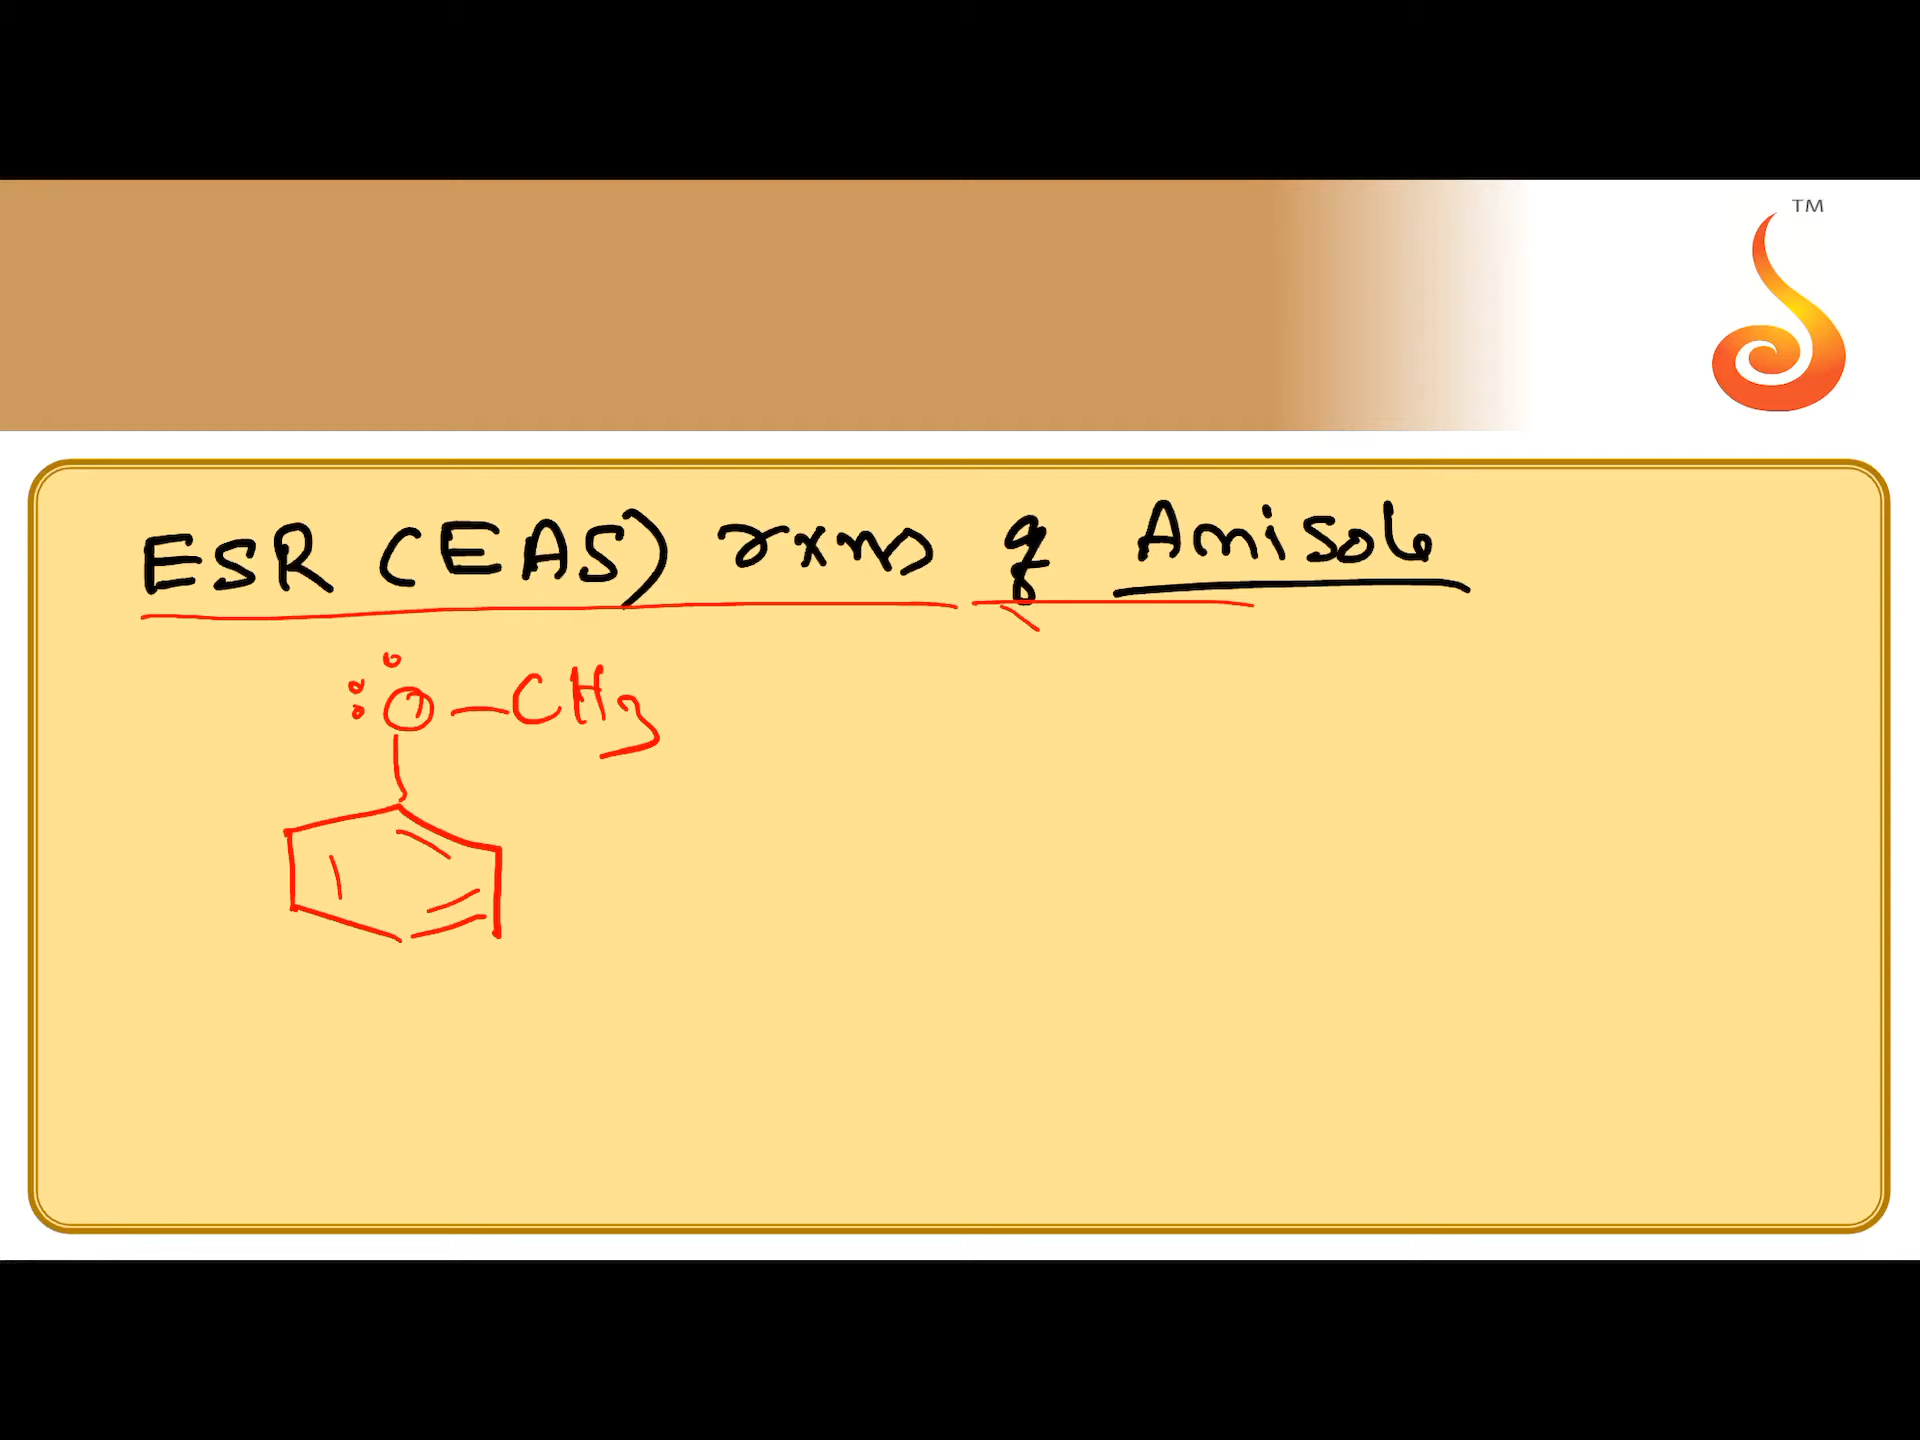 TM
ESR (EAS) rxns of Anisole
O - CH3